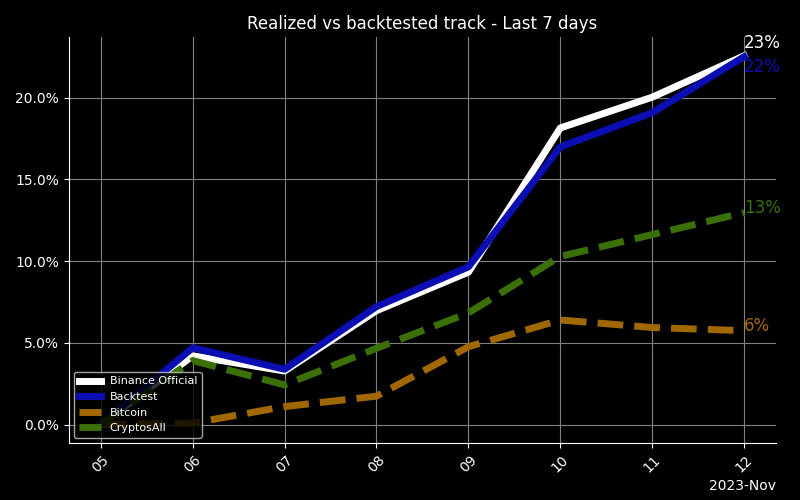 Realized vs backtested track - Last 7 days
23%
22%
20.0%
15.0%
13%
10.0%
6%
5.0%
0.0%
Binance Official
Backtest
Bitcoin
CryptosAll
05 06 07 08 09 10 11 12
2023-Nov